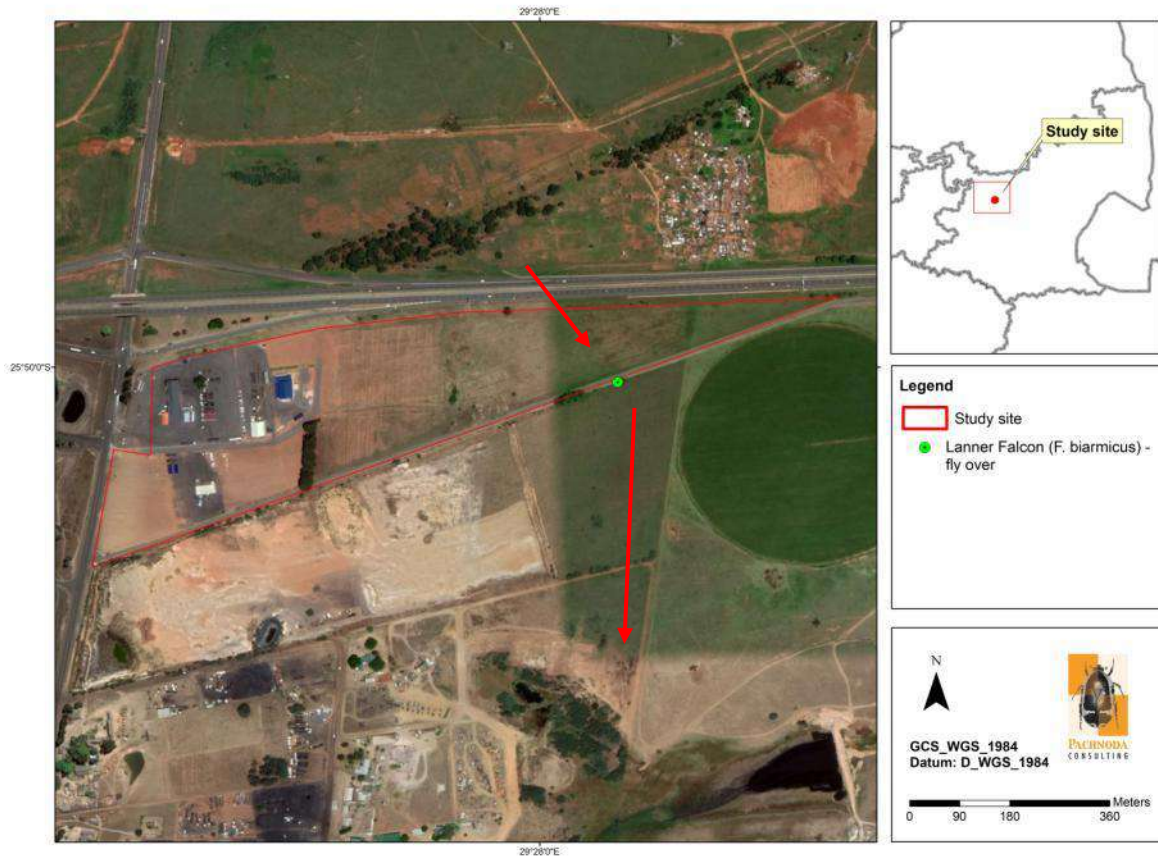 29°28'0"E
25°50'0"S
Study site
Legend
Study site
Lanner Falcon (F. biarmicus) -
fly over
N
GCS_WGS_1984
Datum: D_WGS_1984
PACHNODA
CONSULTING
Meters
0 90 180 360
29°28'0"E